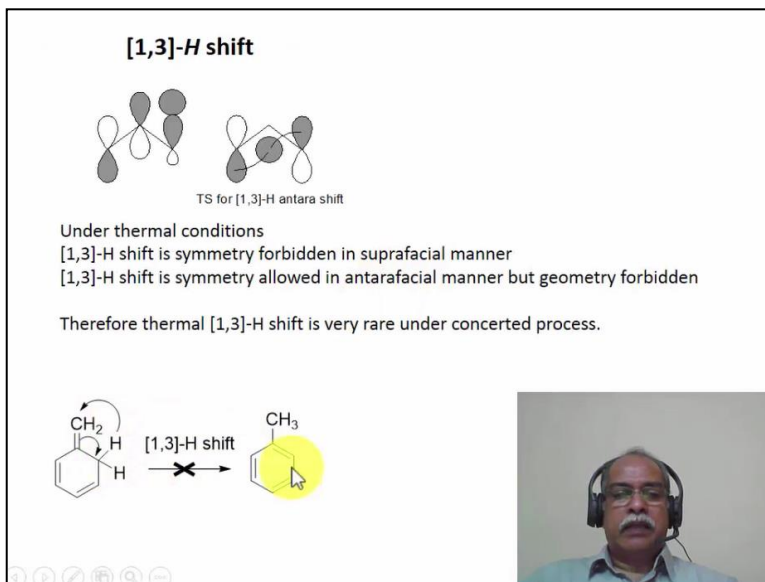 [1,3]-H shift
TS for [1,3]-H antara shift
Under thermal conditions
[1,3]-H shift is symmetry forbidden in suprafacial manner
[1,3]-H shift is symmetry allowed in antarafacial manner but geometry forbidden
Therefore thermal [1,3]-H shift is very rare under concerted process.
CH₂
H
H
[1,3]-H shift
CH₃